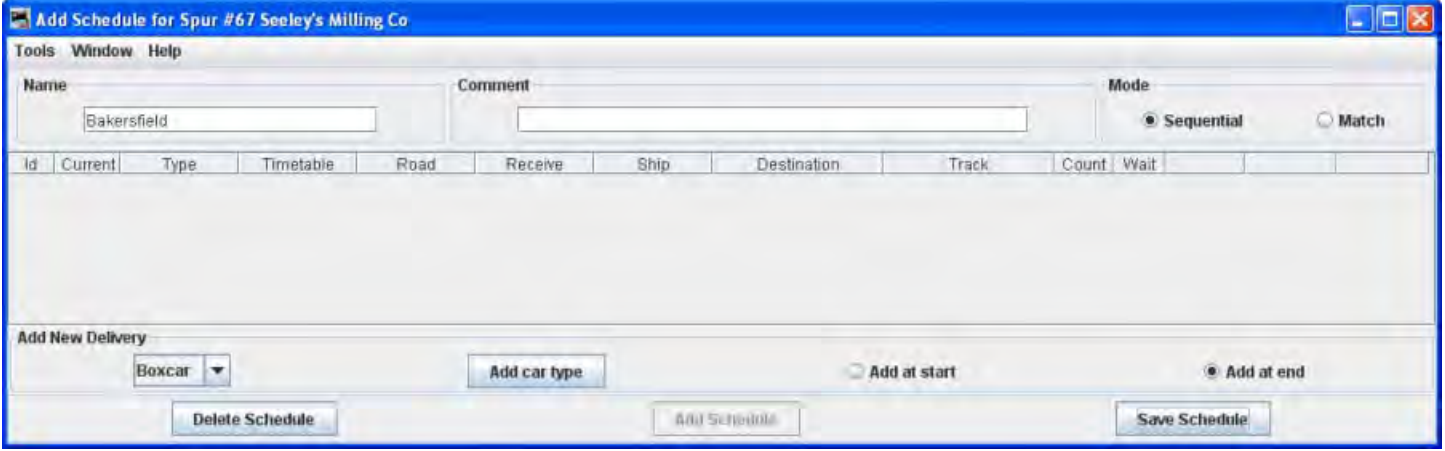 Add Schedule for Spur #67 Seeley's Milling Co
Tools Window Help
Name Comment Mode
Bakersfield Sequential Match
Id Current Type Timetable Road Receive Ship Destination Track Count Wait
Add New Delivery
Boxcar Add car type Add at start Add at end
Delete Schedule Add Schedule Save Schedule